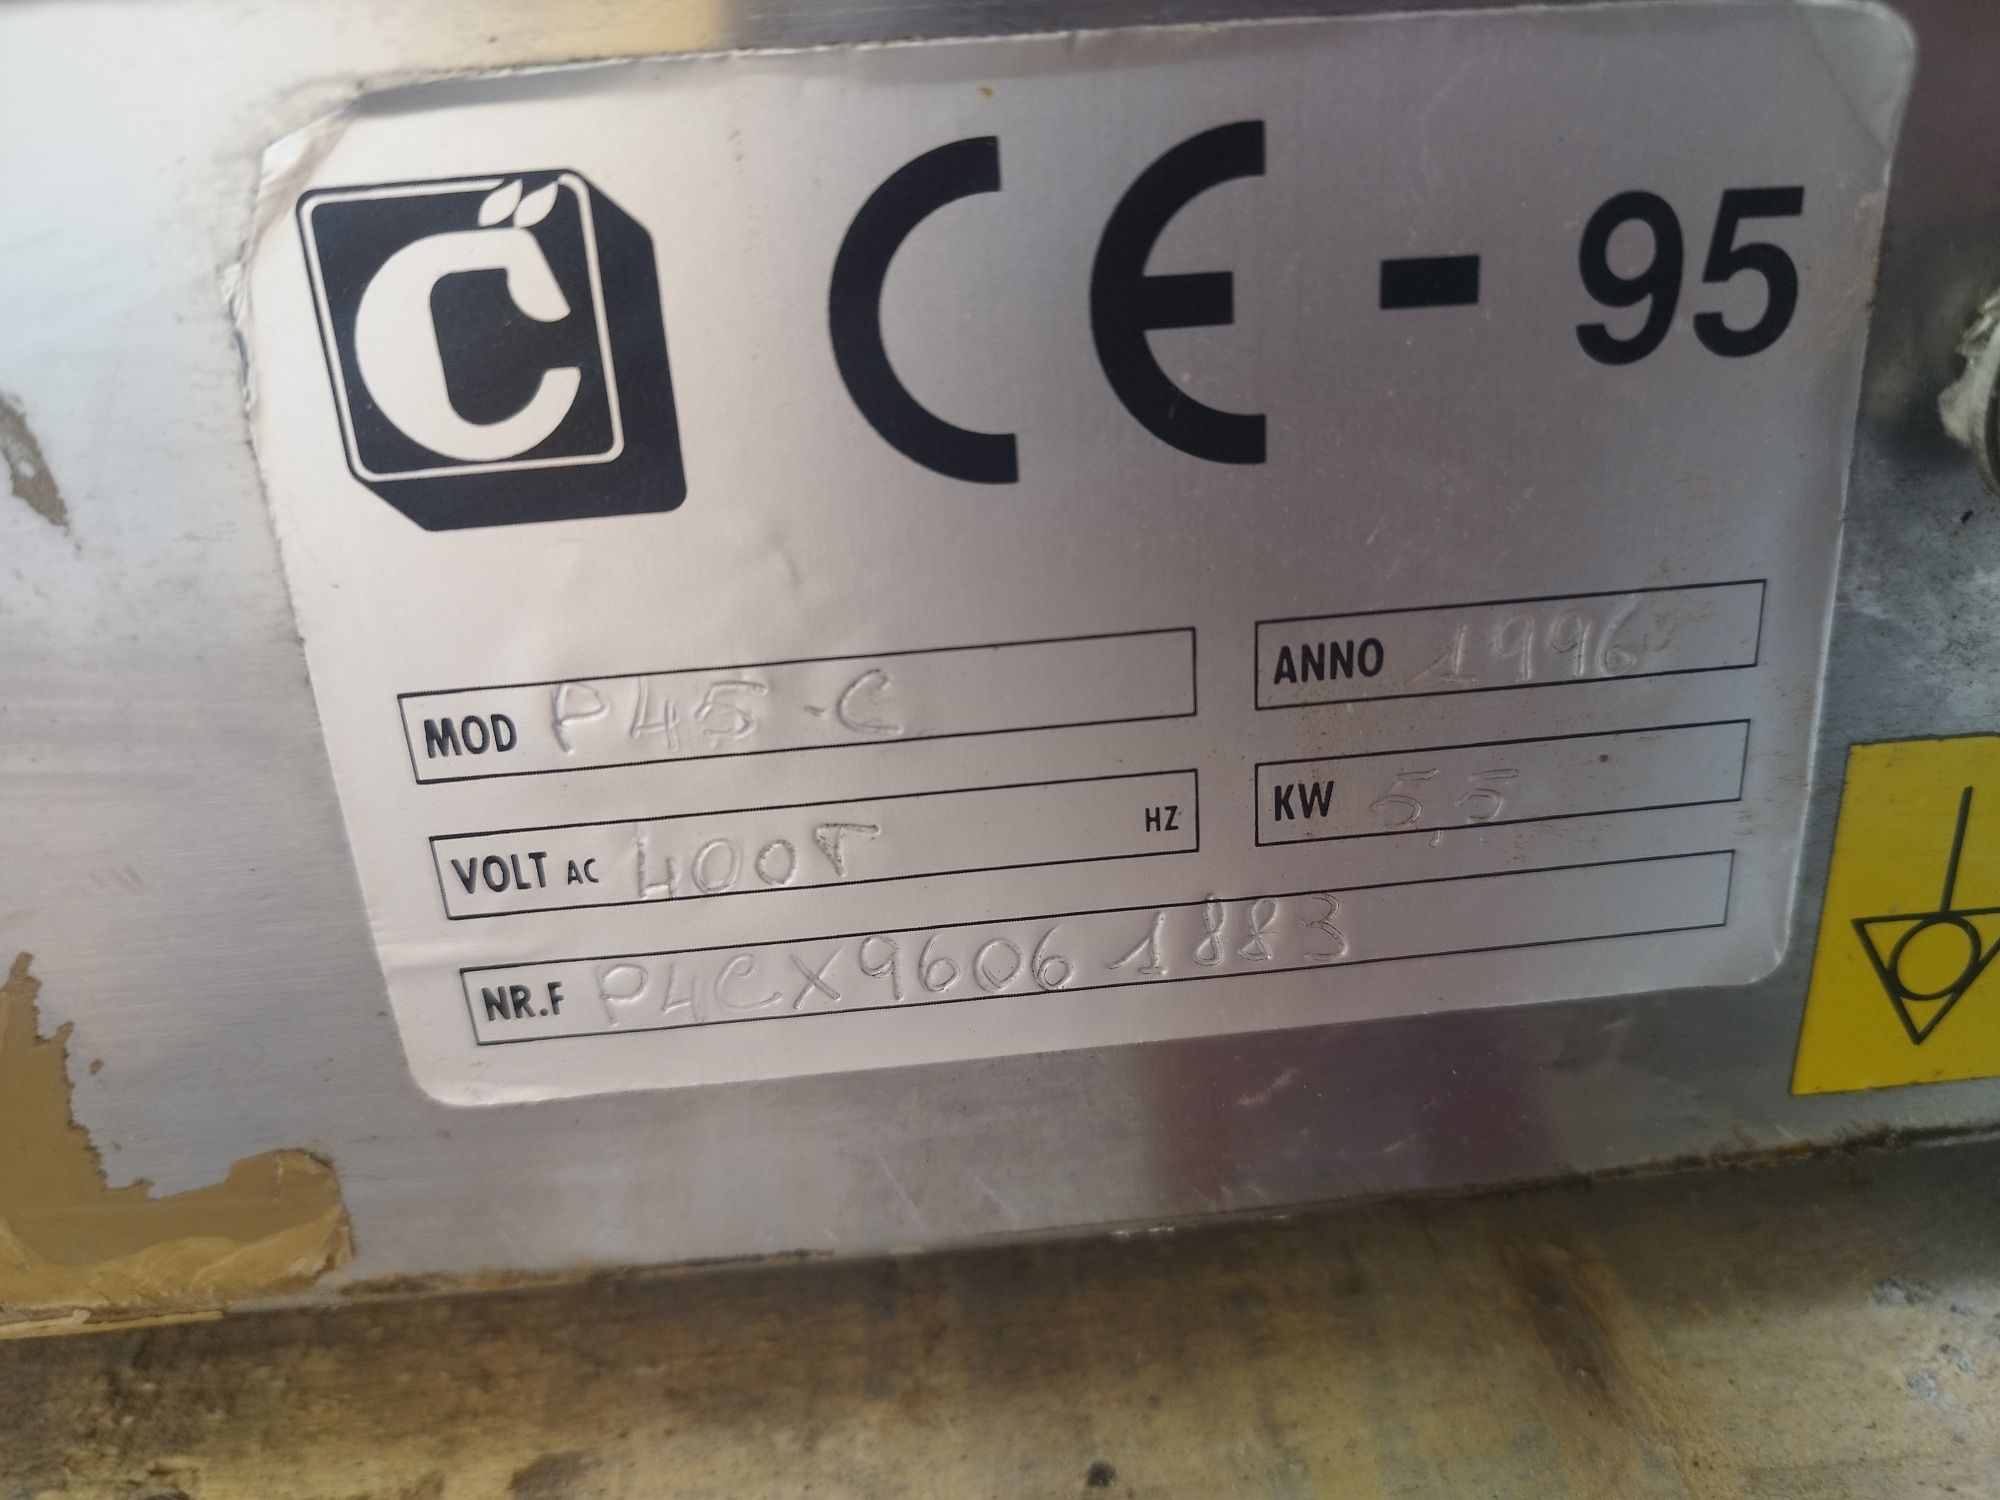 C CE - 95
MOD P45-C ANNO 1996
VOLT AC 400T HZ KW 5,5
NR.F P4CX96061883